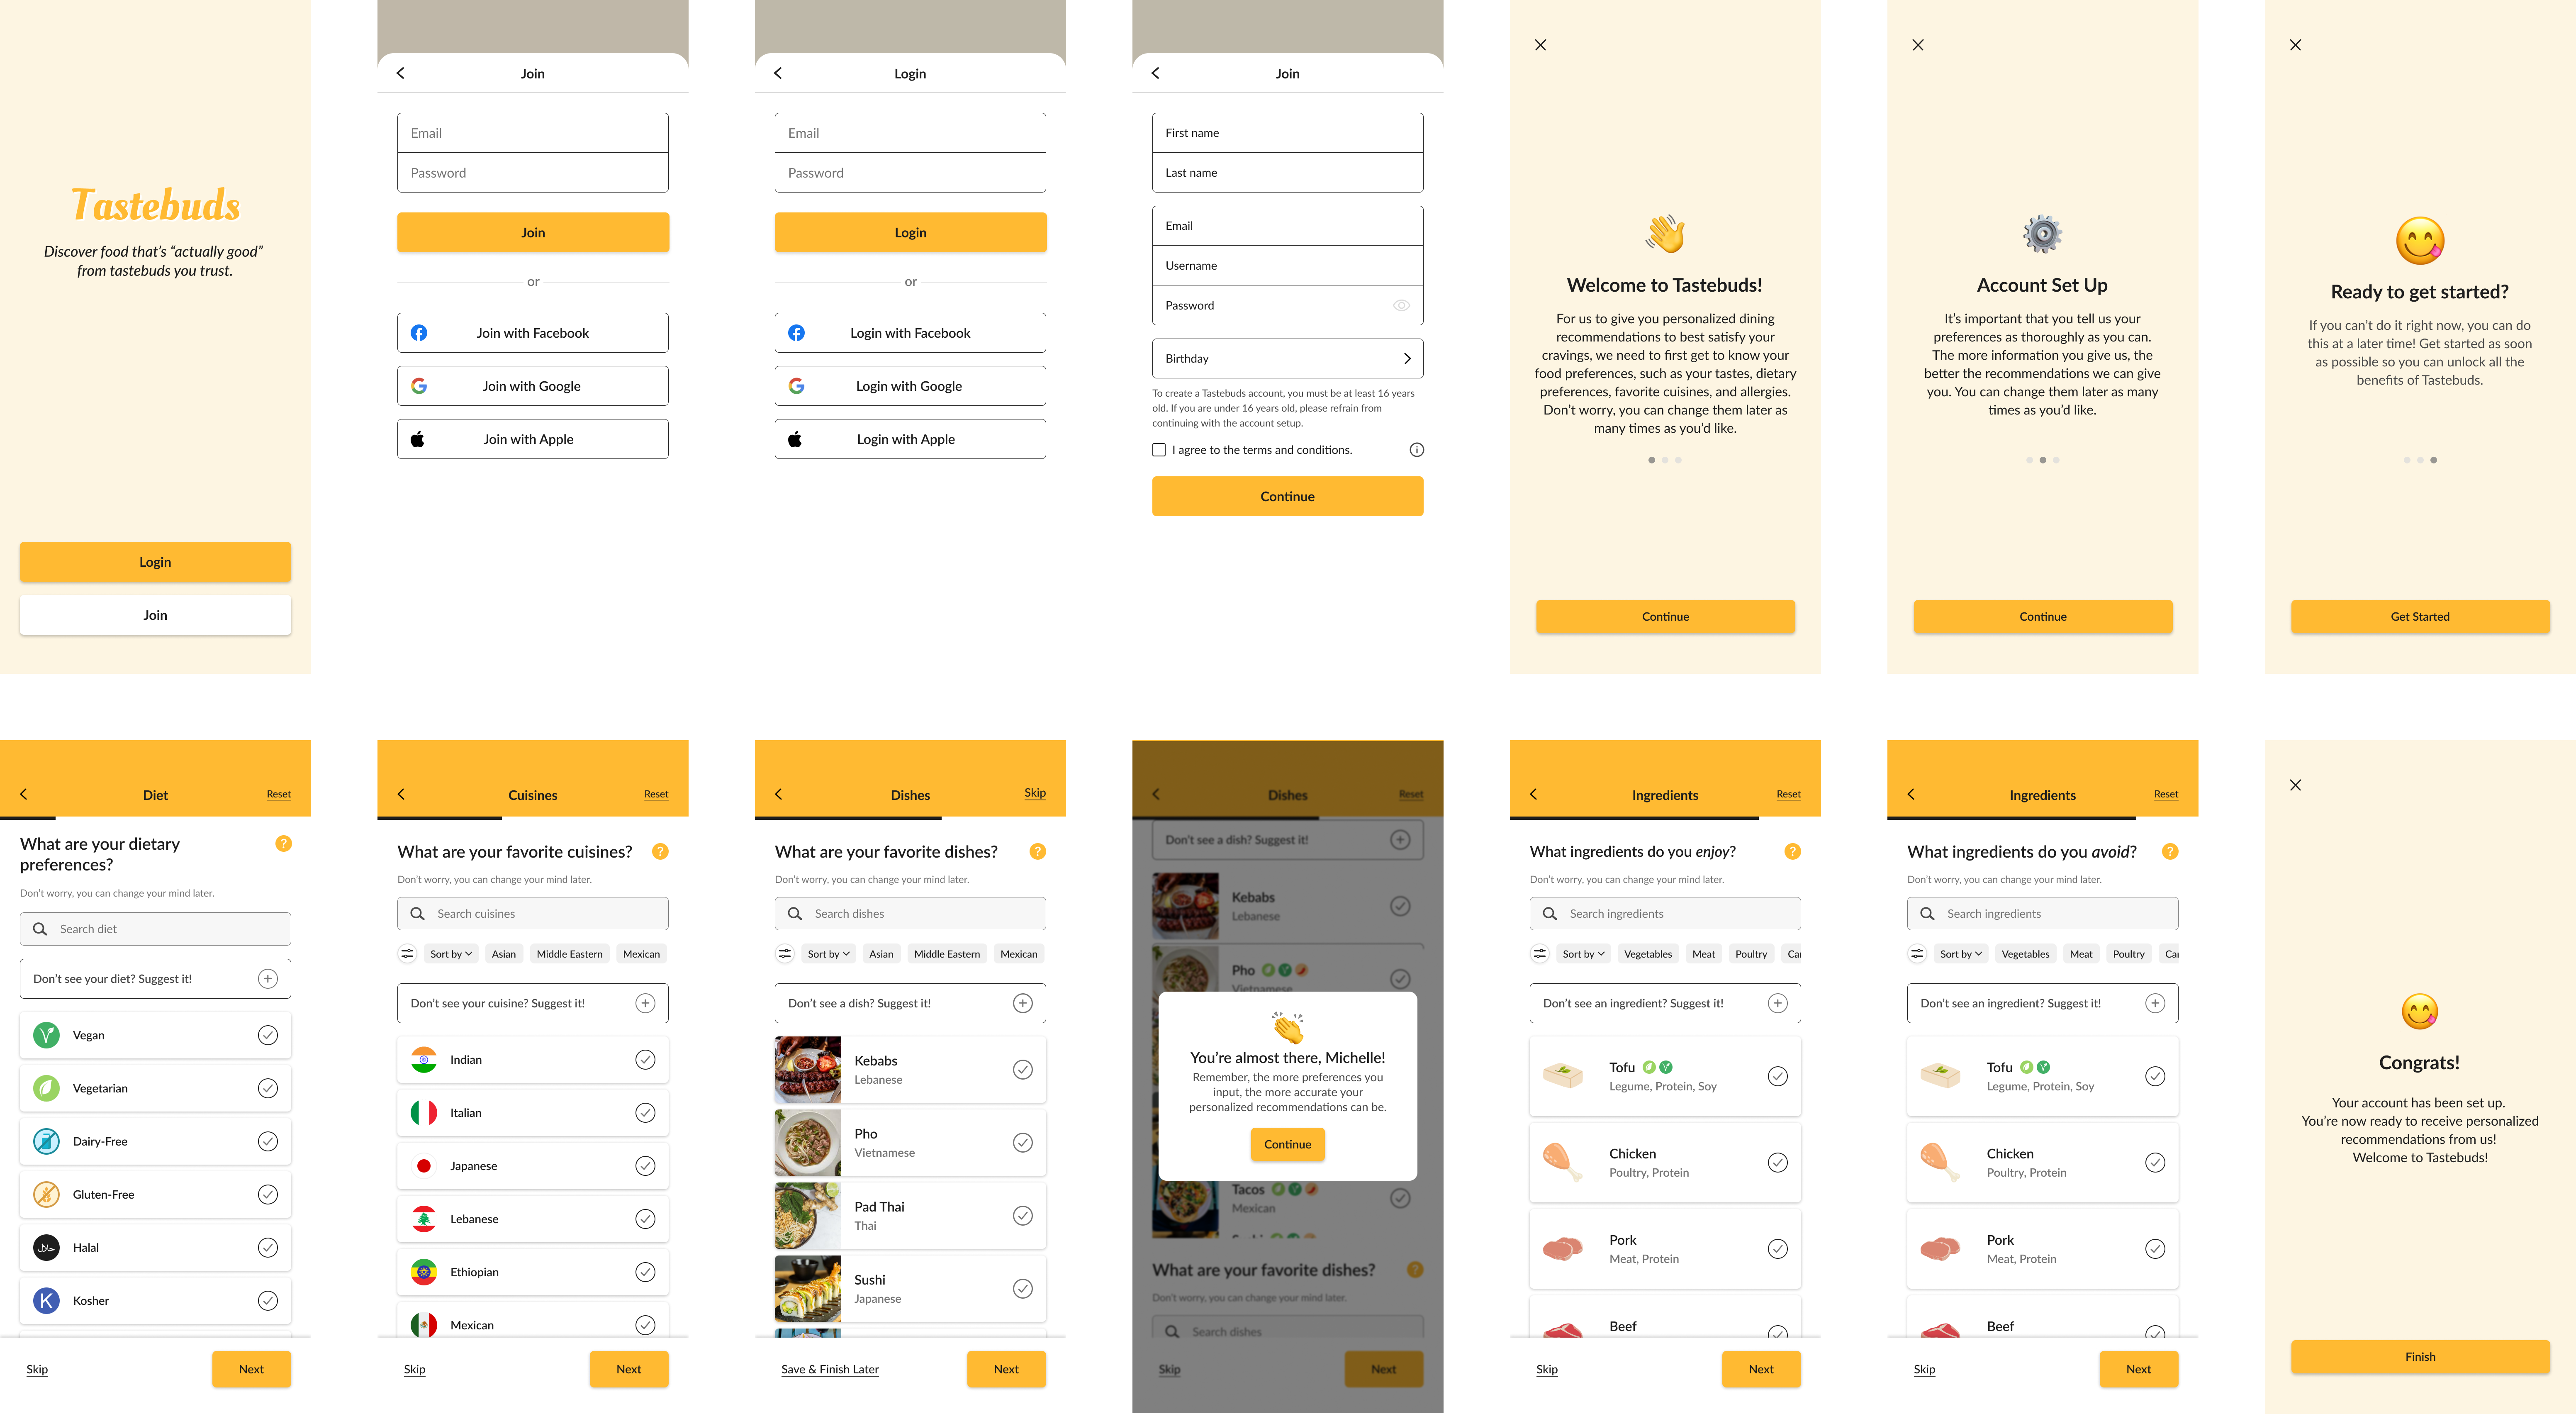 Tastebuds
Discover food that's “actually good”
from tastebuds you trust.
Login
Join
Join
Email
Password
Join
or
Join with Facebook
Join with Google
Join with Apple
Login
Email
Password
Login
or
Login with Facebook
Login with Google
Login with Apple
Join
First name
Last name
Email
Username
Password
Birthday
To create a Tastebuds account, you must be at least 16 years
old. If you are under 16 years old, please refrain from
continuing with the account setup.
I agree to the terms and conditions.
Continue
Welcome to Tastebuds!
For us to give you personalized dining
recommendations to best satisfy your
cravings, we need to first get to know your
food preferences, such as your tastes, dietary
preferences, favorite cuisines, and allergies.
Don't worry, you can change them later as
many times as you'd like.
Continue
Account Set Up
It's important that you tell us your
preferences as thoroughly as you can.
The more information you give us, the
better the recommendations we can give
you. You can change them later as many
times as you'd like.
Continue
Ready to get started?
If you can't do it right now, you can do
this at a later time! Get started as soon
as possible so you can unlock all the
benefits of Tastebuds.
Get Started
Diet
Reset
What are your dietary
preferences?
?
Don't worry, you can change your mind later.
Search diet
Don't see your diet? Suggest it!
Vegan
Vegetarian
Dairy-Free
Gluten-Free
حلال
Halal
K
Kosher
Skip
Next
Cuisines
Reset
What are your favorite cuisines?
?
Don't worry, you can change your mind later.
Search cuisines
Sort by
Asian
Middle Eastern
Mexican
Don't see your cuisine? Suggest it!
Indian
Italian
Japanese
Lebanese
Ethiopian
Mexican
Skip
Next
Dishes
Skip
What are your favorite dishes?
?
Don't worry, you can change your mind later.
Search dishes
Sort by
Asian
Middle Eastern
Mexican
Don't see a dish? Suggest it!
Kebabs
Lebanese
Pho
Vietnamese
Pad Thai
Thai
Sushi
Japanese
Save & Finish Later
Next
Dishes
Reset
Don't see a dish? Suggest it!
Kebabs
Lebanese
Pho
Vietnamese
You're almost there, Michelle!
Remember, the more preferences you
input, the more accurate your
personalized recommendations can be.
Continue
Tacos
Mexican
What are your favorite dishes?
?
Don't worry, you can change your mind later.
Search dishes
Skip
Next
Ingredients
Reset
What ingredients do you enjoy?
?
Don't worry, you can change your mind later.
Search ingredients
Sort by
Vegetables
Meat
Poultry
Don't see an ingredient? Suggest it!
Tofu
Legume, Protein, Soy
Chicken
Poultry, Protein
Pork
Meat, Protein
Beef
Skip
Next
Ingredients
Reset
What ingredients do you avoid?
?
Don't worry, you can change your mind later.
Search ingredients
Sort by
Vegetables
Meat
Poultry
Don't see an ingredient? Suggest it!
Tofu
Legume, Protein, Soy
Chicken
Poultry, Protein
Pork
Meat, Protein
Beef
Skip
Next
Congrats!
Your account has been set up.
You're now ready to receive personalized
recommendations from us!
Welcome to Tastebuds!
Finish